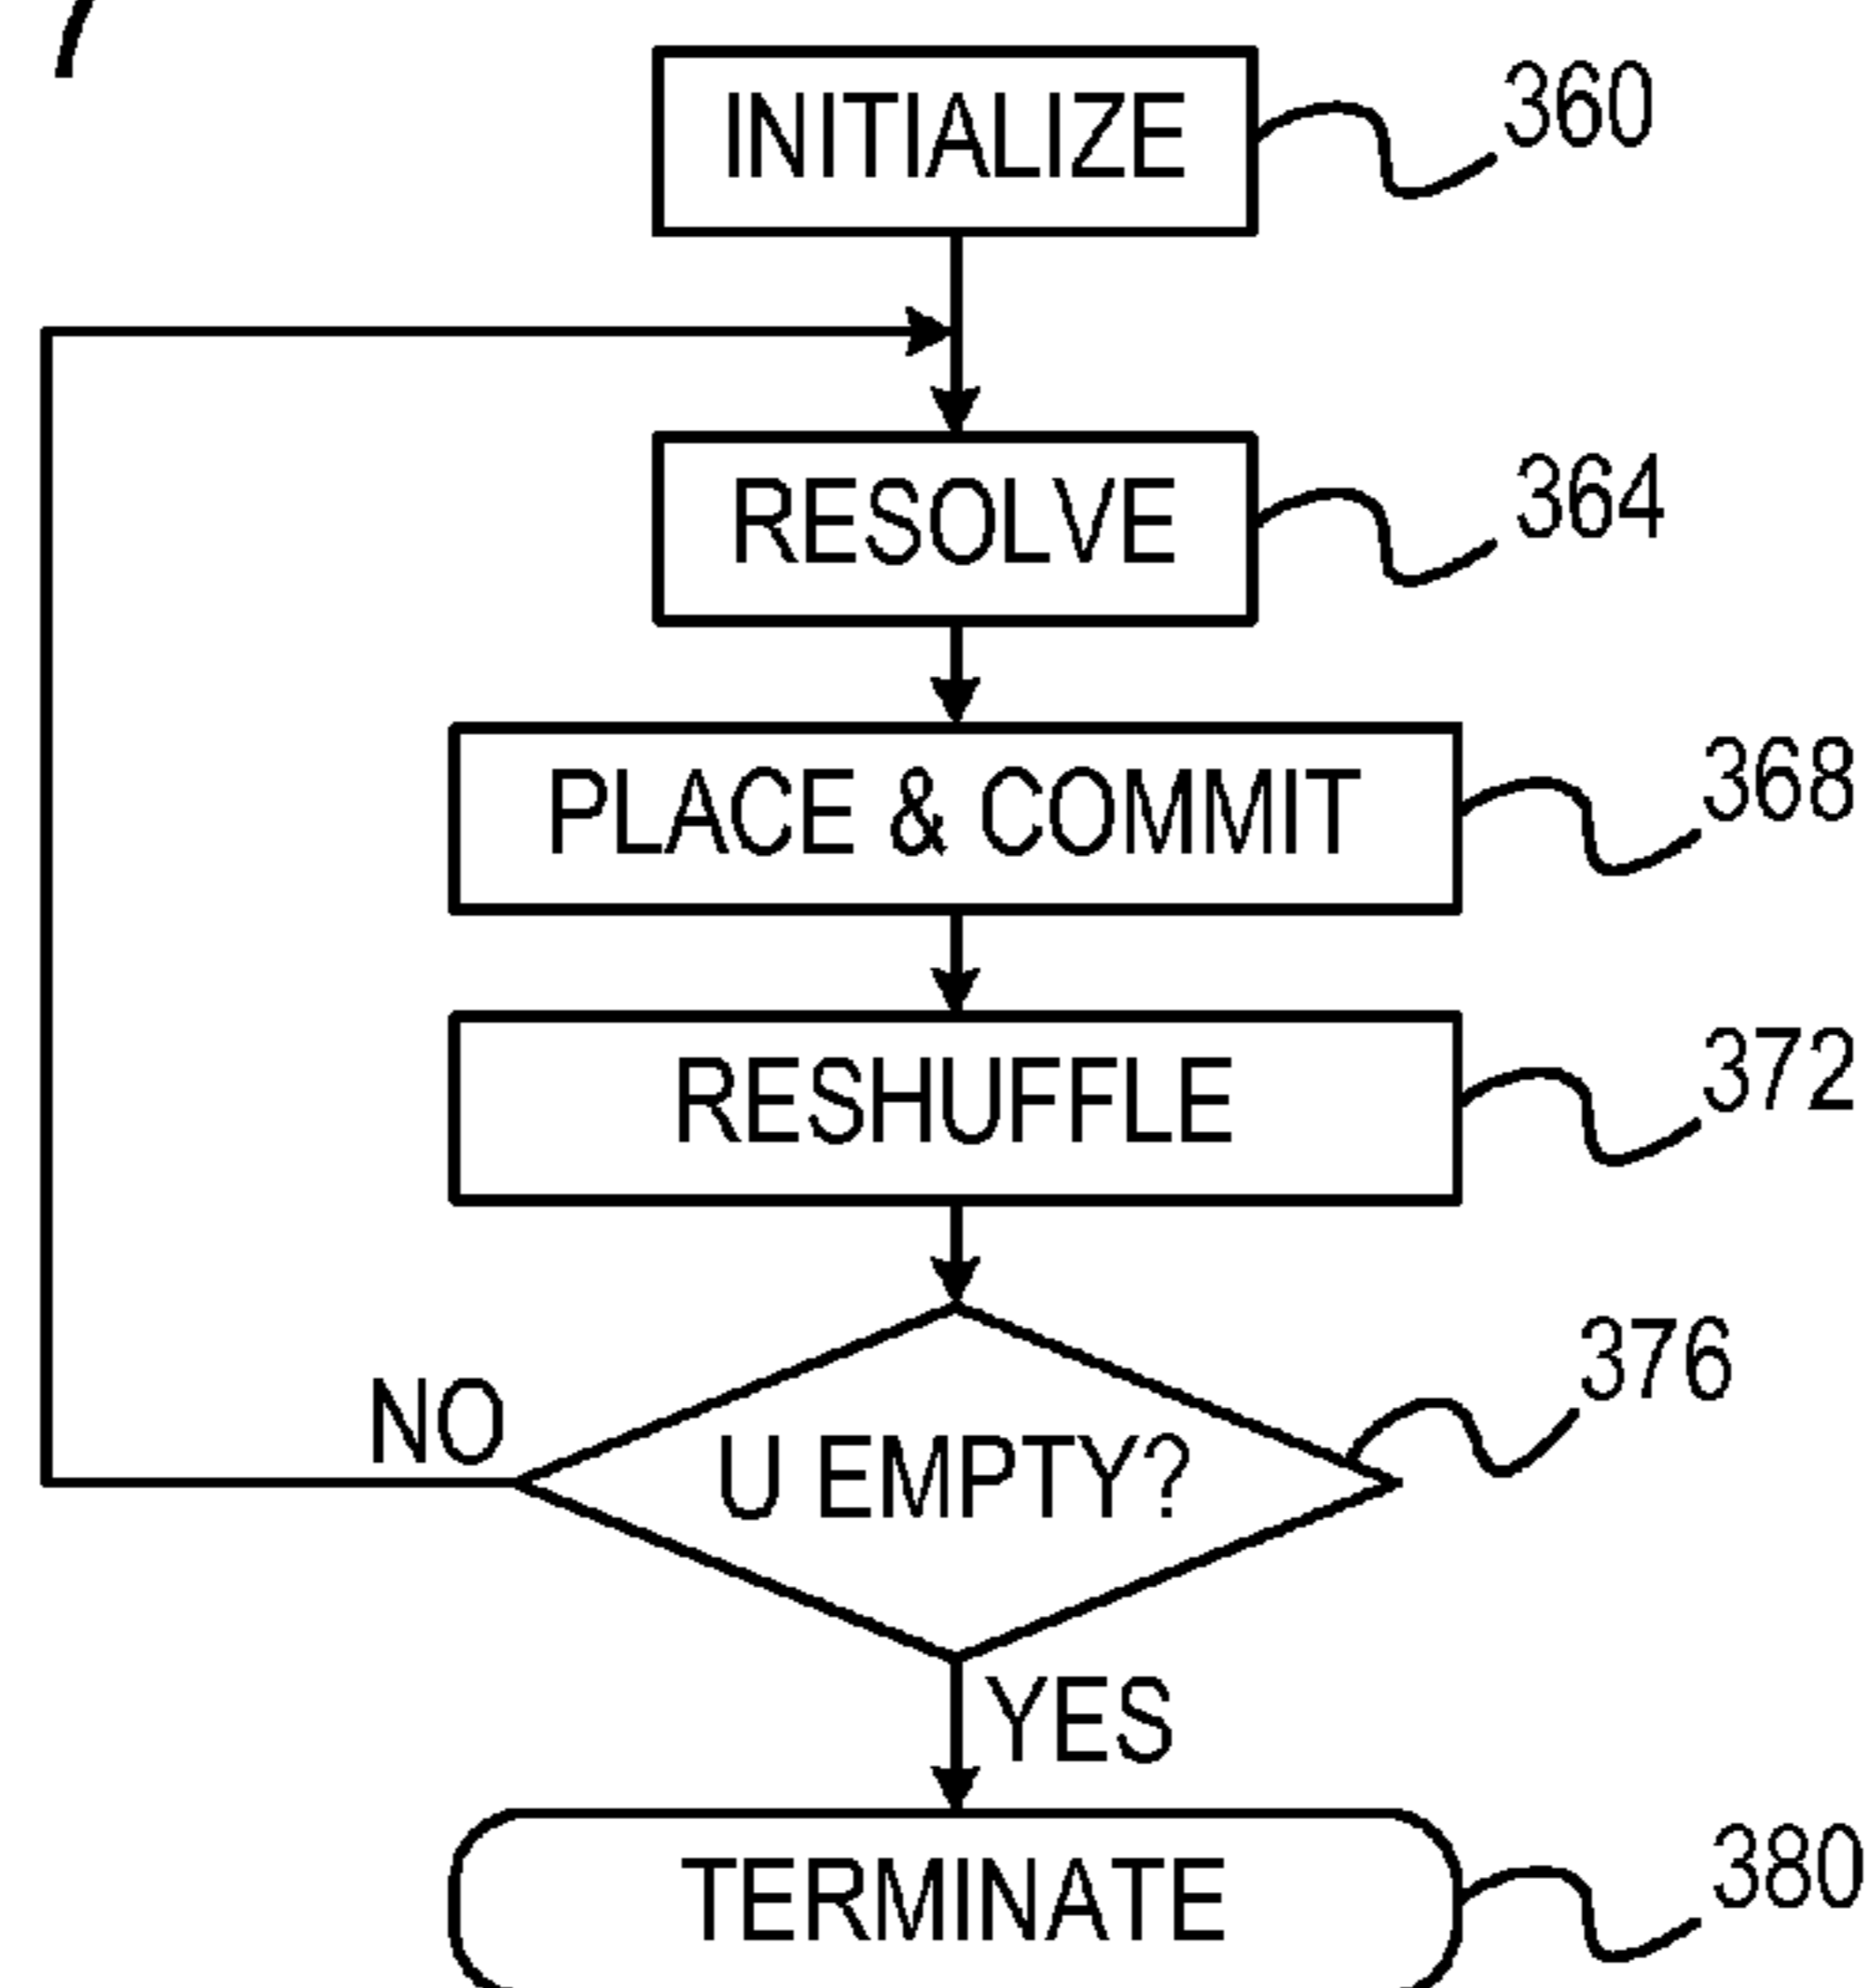 INITIALIZE 360
RESOLVE 364
PLACE & COMMIT 368
RESHUFFLE 372
376
NO
U EMPTY?
YES
TERMINATE 380